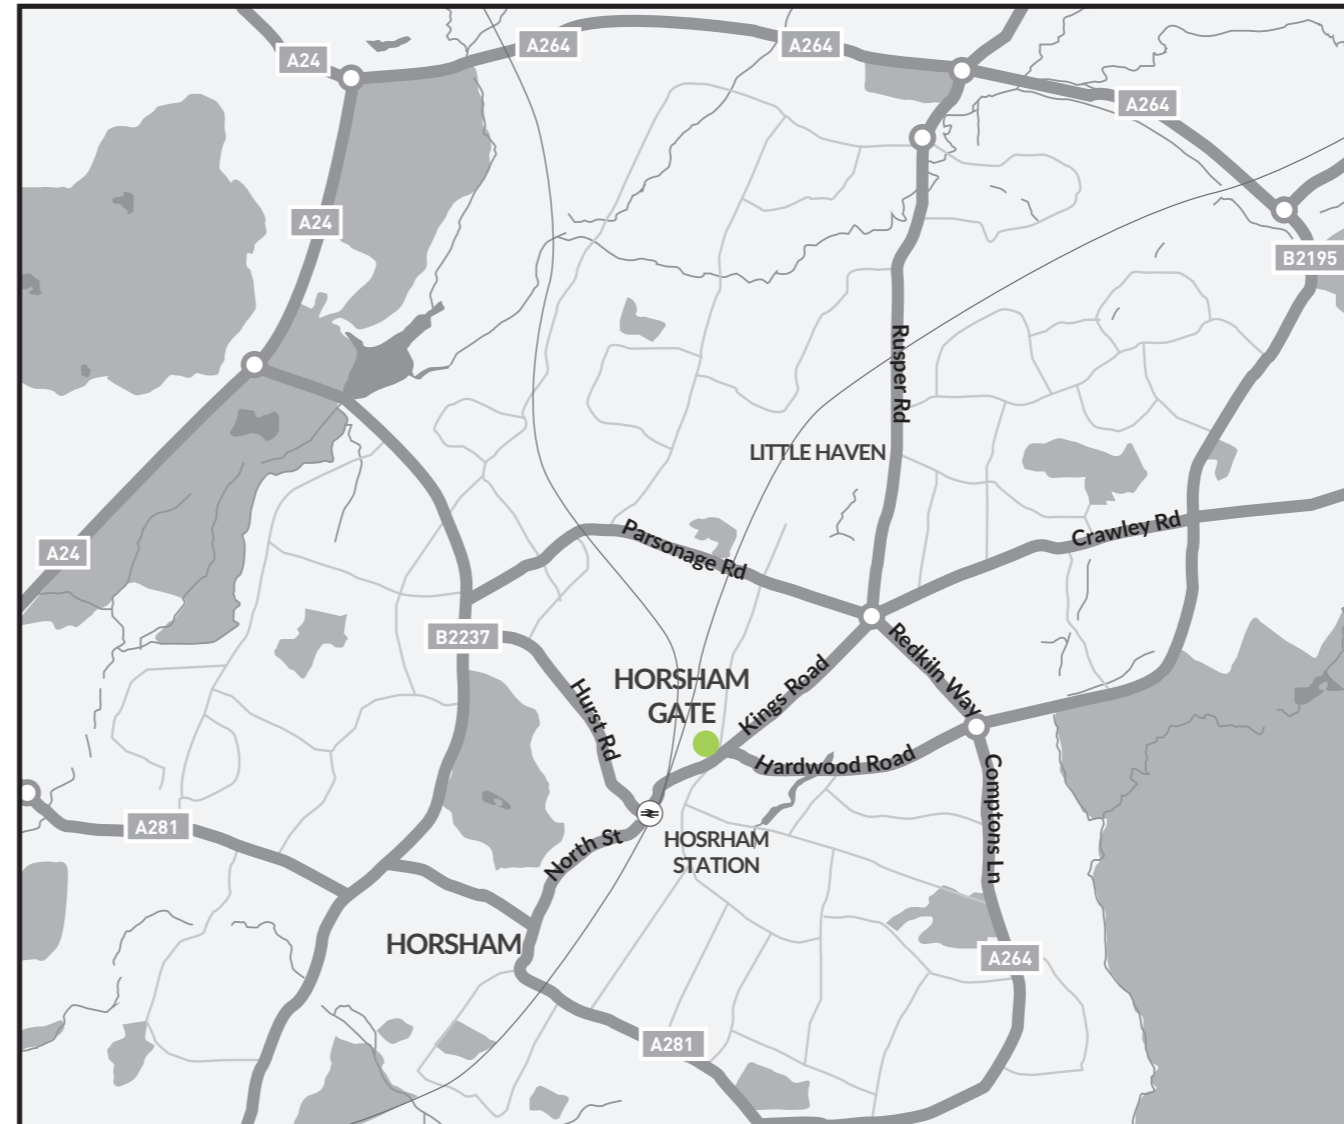 A24
A264
A264
A264
A24
B2195
Rusper Rd
LITTLE HAVEN
Crawley Rd
Parsonage Rd
A24
B2237
Redkiln Way
HORSHAM
GATE
Kings Road
Hurst Rd
Hardwood Road
Comptons Ln
A281
North St
HOSRHAM
STATION
HORSHAM
A264
A281